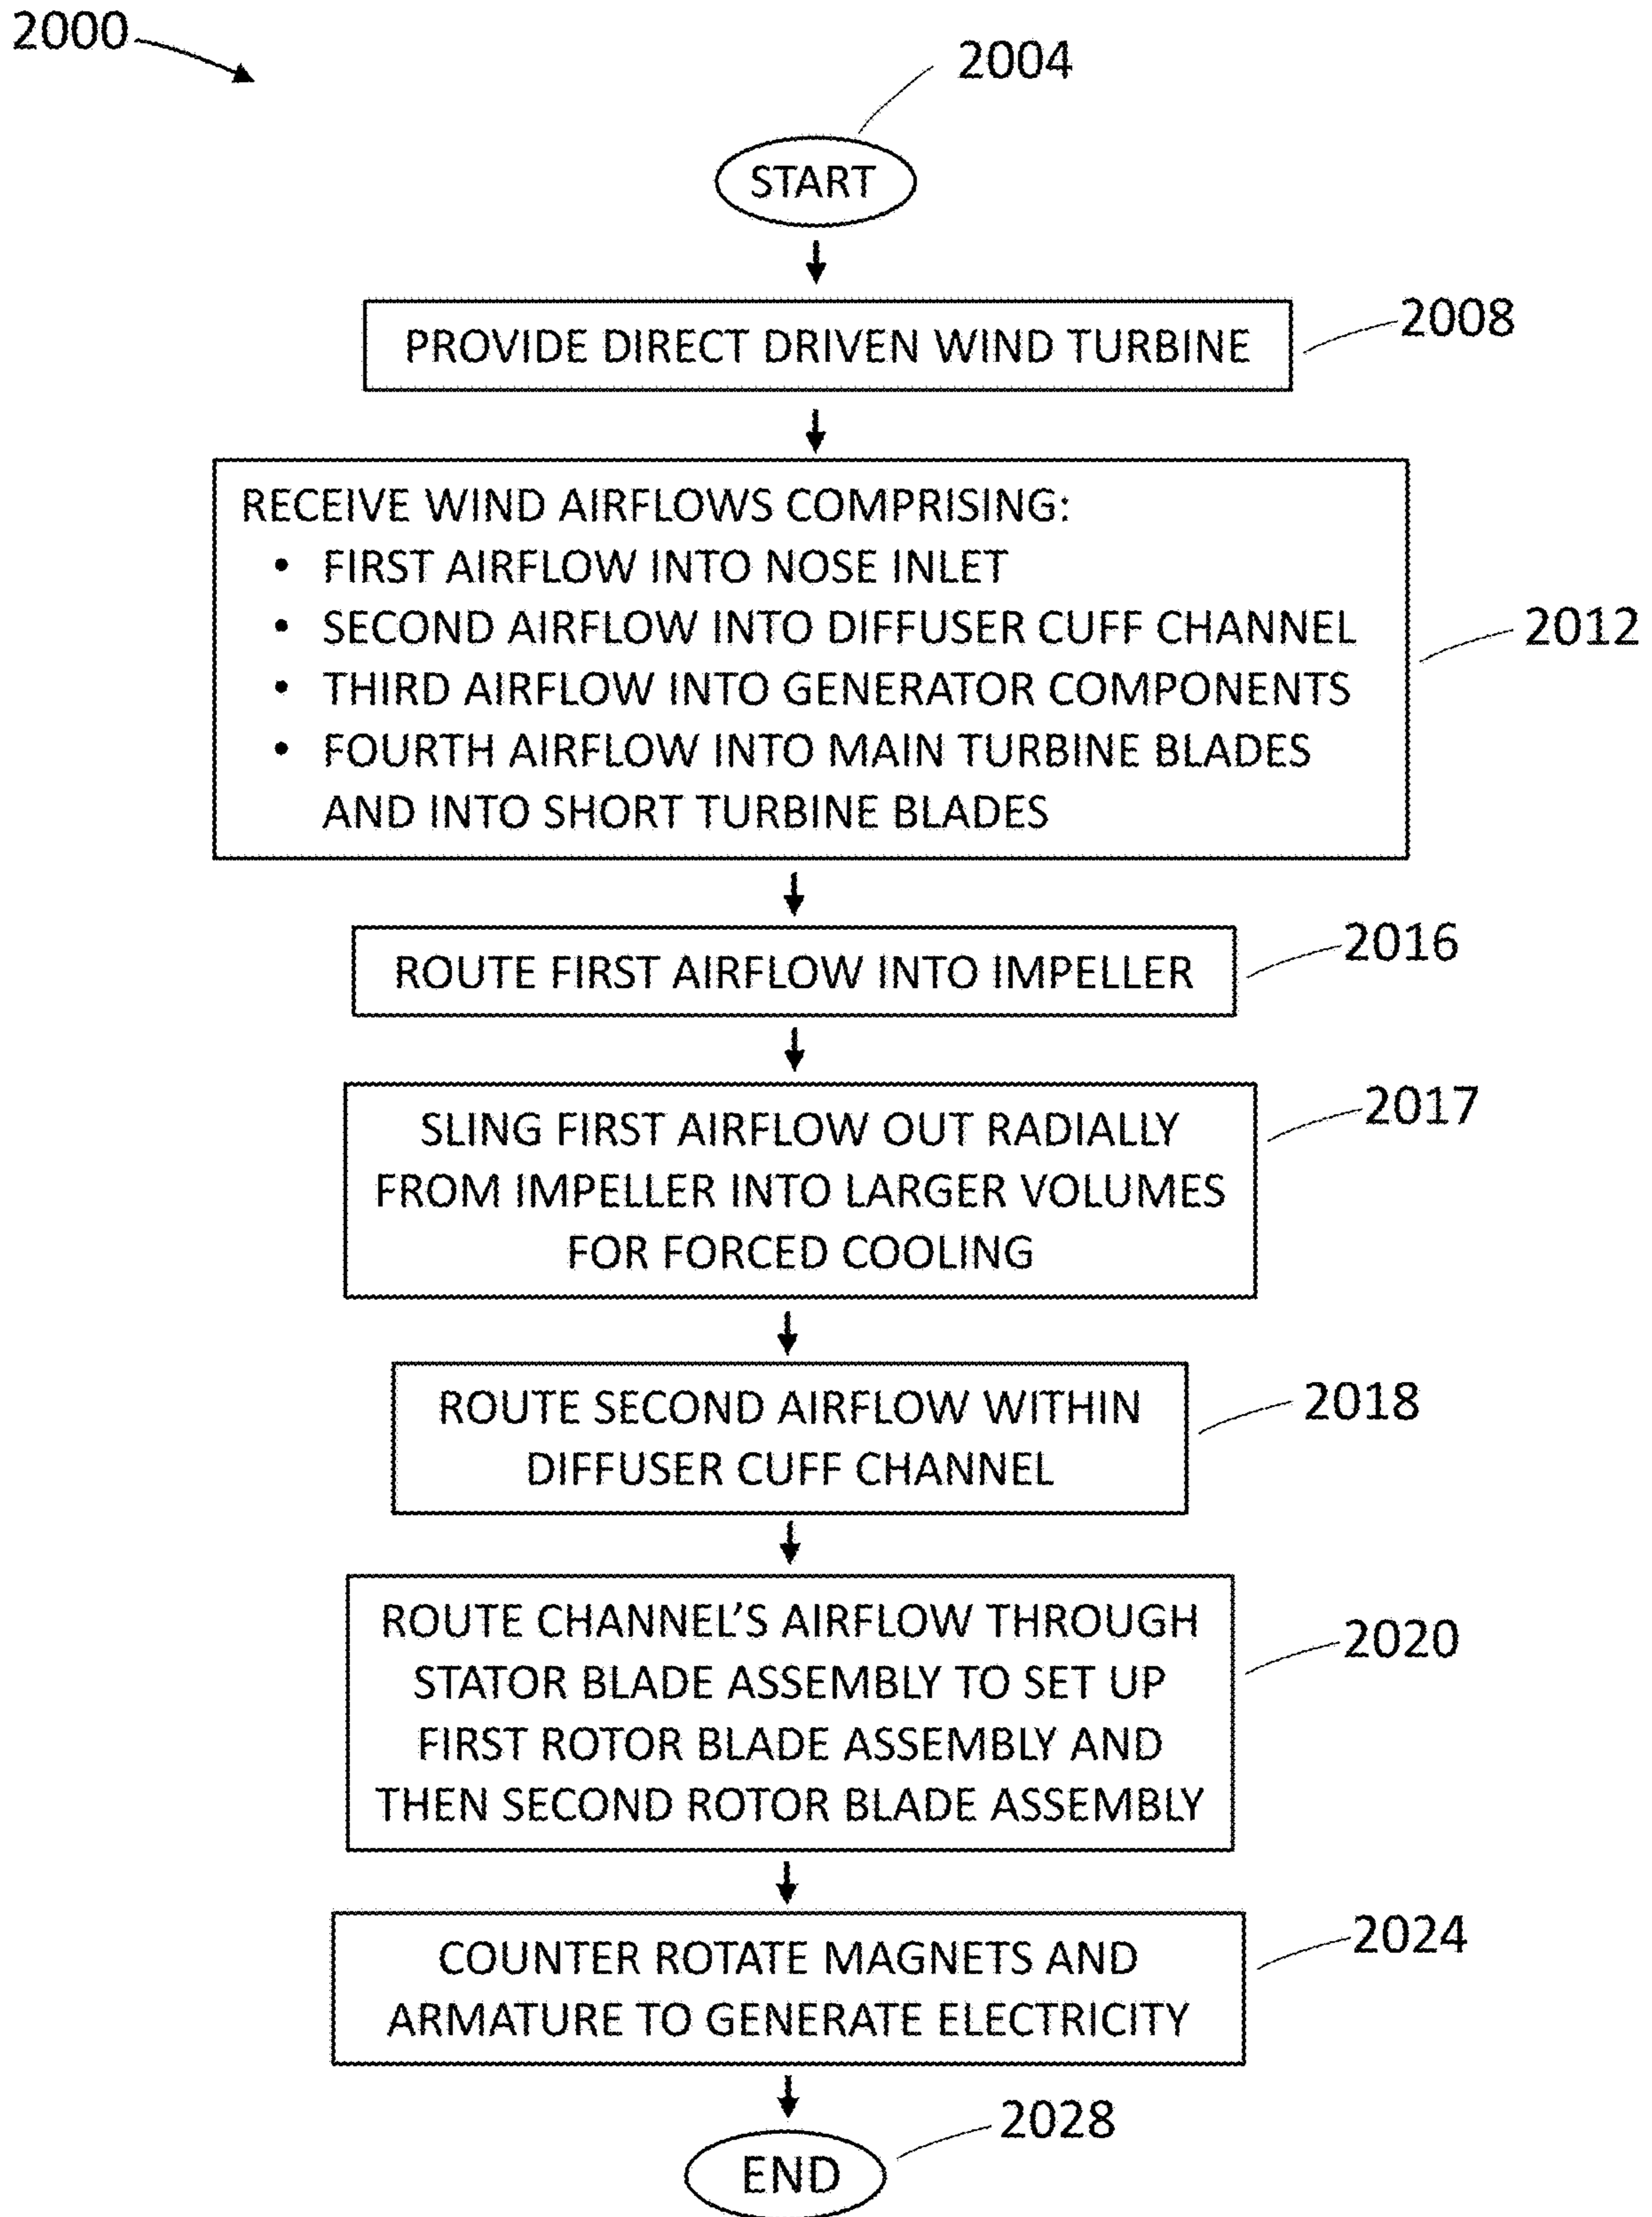 2000
2004
START
PROVIDE DIRECT DRIVEN WIND TURBINE
2008
RECEIVE WIND AIRFLOWS COMPRISING:
• FIRST AIRFLOW INTO NOSE INLET
• SECOND AIRFLOW INTO DIFFUSER CUFF CHANNEL
• THIRD AIRFLOW INTO GENERATOR COMPONENTS
• FOURTH AIRFLOW INTO MAIN TURBINE BLADES
AND INTO SHORT TURBINE BLADES
2012
ROUTE FIRST AIRFLOW INTO IMPELLER
2016
SLING FIRST AIRFLOW OUT RADIALLY
FROM IMPELLER INTO LARGER VOLUMES
FOR FORCED COOLING
2017
ROUTE SECOND AIRFLOW WITHIN
DIFFUSER CUFF CHANNEL
2018
ROUTE CHANNEL'S AIRFLOW THROUGH
STATOR BLADE ASSEMBLY TO SET UP
FIRST ROTOR BLADE ASSEMBLY AND
THEN SECOND ROTOR BLADE ASSEMBLY
2020
COUNTER ROTATE MAGNETS AND
ARMATURE TO GENERATE ELECTRICITY
2024
END
2028